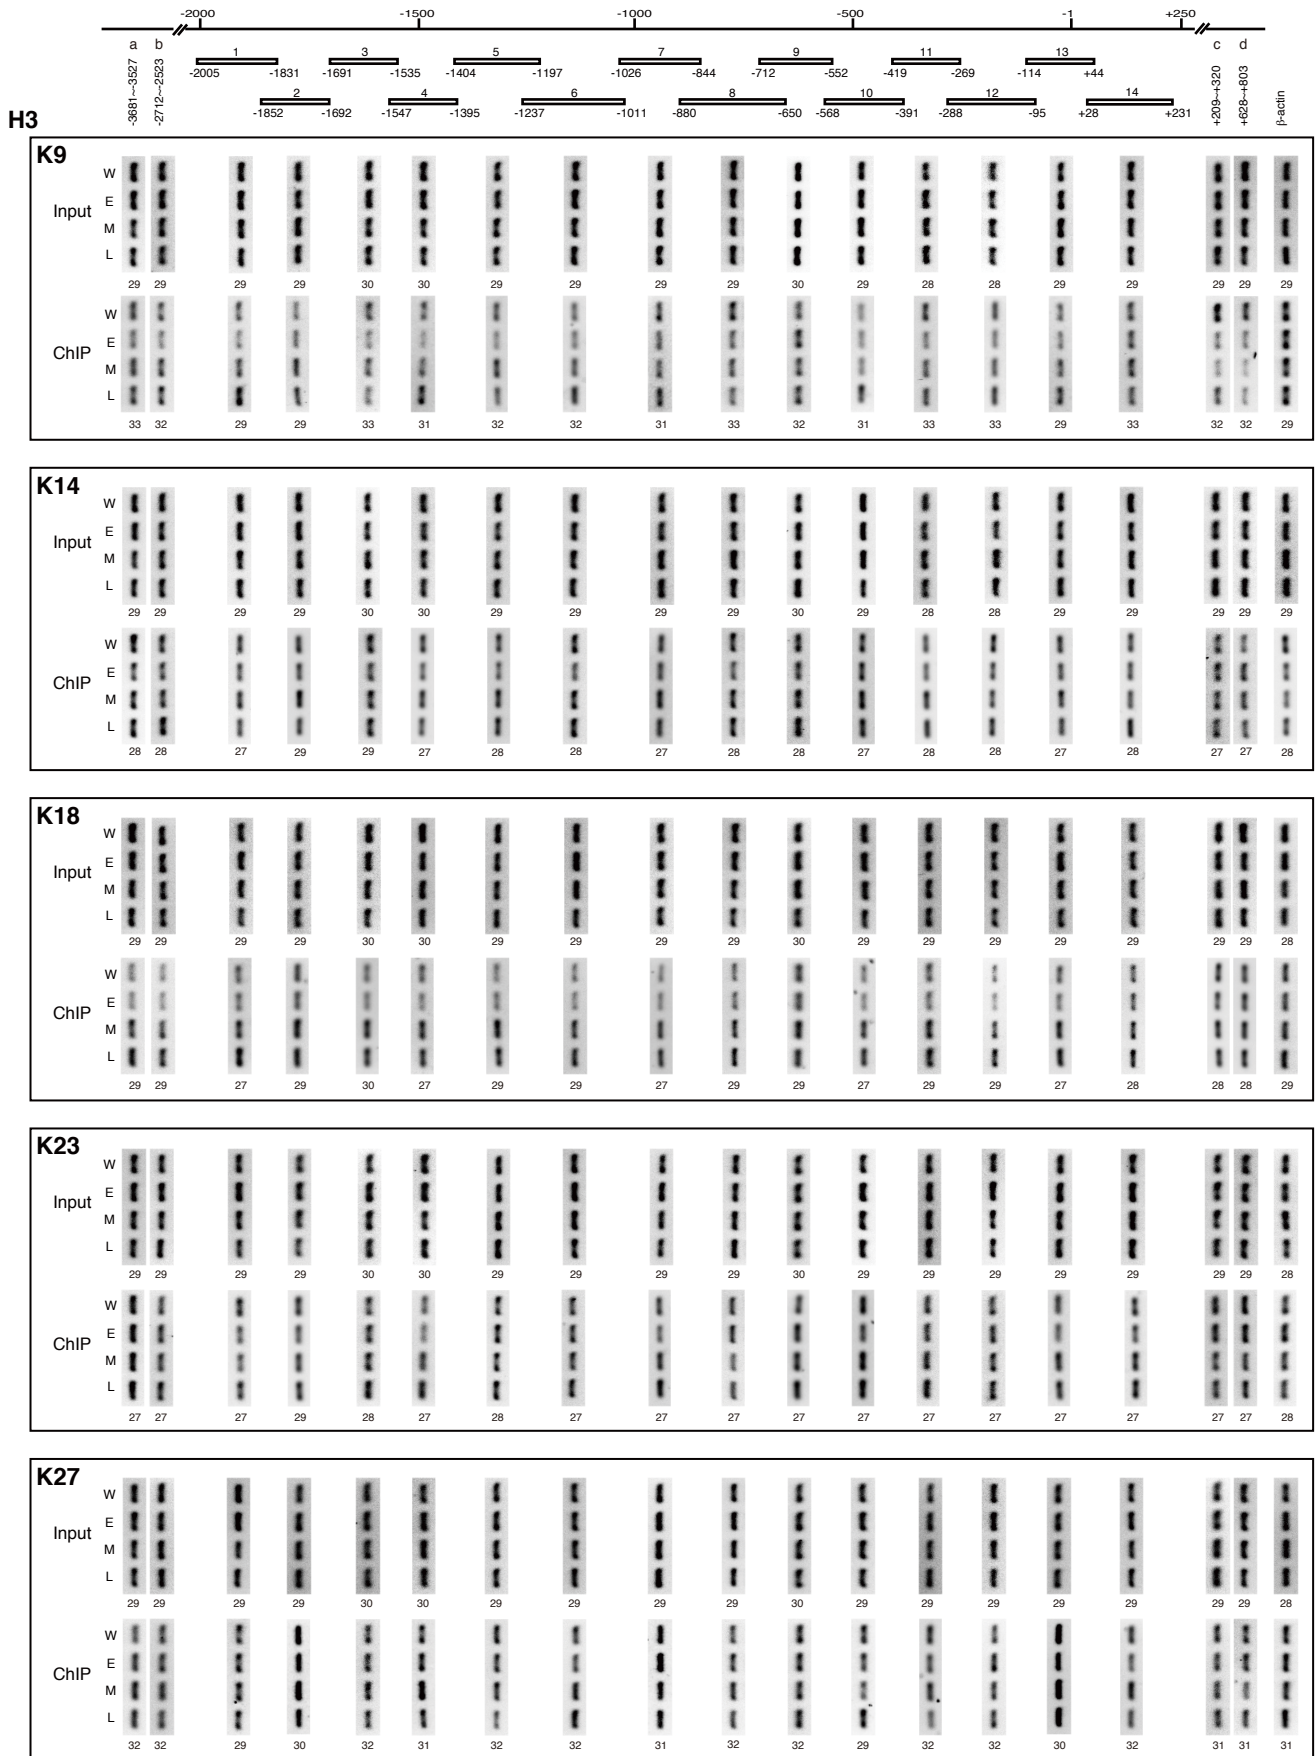 -2000 -1500 -1000 -500 -1 +250
a b c d
-3681~-3527 -2712~-2523 +209~+320 +628~+803 β-actin
1 3 5 7 9 11 13
-2005 -1831 -1691 -1535 -1404 -1197 -1026 -844 -712 -552 -419 -269 -114 +44
2 4 6 8 10 12 14
-1852 -1692 -1547 -1395 -1237 -1011 -880 -650 -568 -391 -288 -95 +28 +231
H3
K9
W
E
Input
M
L
29 29 29 29 30 30 29 29 29 29 30 29 28 28 29 29 29 29 29
W
E
ChIP
M
L
33 32 29 29 33 31 32 32 31 33 32 31 33 33 29 33 32 32 29
K14
W
E
Input
M
L
29 29 29 29 30 30 29 29 29 29 30 29 28 28 29 29 29 29 29
W
E
ChIP
M
L
28 28 27 29 29 27 28 28 27 28 28 27 28 28 27 28 27 27 28
K18
W
E
Input
M
L
29 29 29 29 30 30 29 29 29 29 30 29 29 29 29 29 29 29 28
W
E
ChIP
M
L
29 29 27 29 30 27 29 29 27 29 29 27 29 29 27 28 28 28 29
K23
W
E
Input
M
L
29 29 29 29 30 30 29 29 29 29 30 29 29 29 29 29 29 29 28
W
E
ChIP
M
L
27 27 27 29 28 27 28 27 27 27 27 27 27 27 27 27 27 27 28
K27
W
E
Input
M
L
29 29 29 29 30 30 29 29 29 29 30 29 29 29 29 29 29 29 28
W
E
ChIP
M
L
32 32 29 30 32 31 32 32 31 32 32 29 32 32 30 32 31 31 31